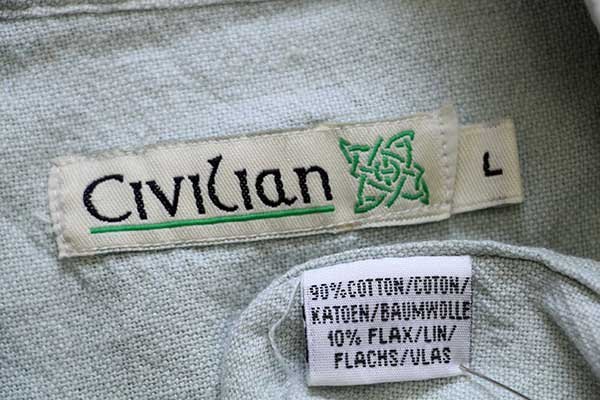 Civilian
L
90%COTTON/COTON/
KATOEN/BAUMWOLLE
10% FLAX/LIN/
FLACHS/VLAS